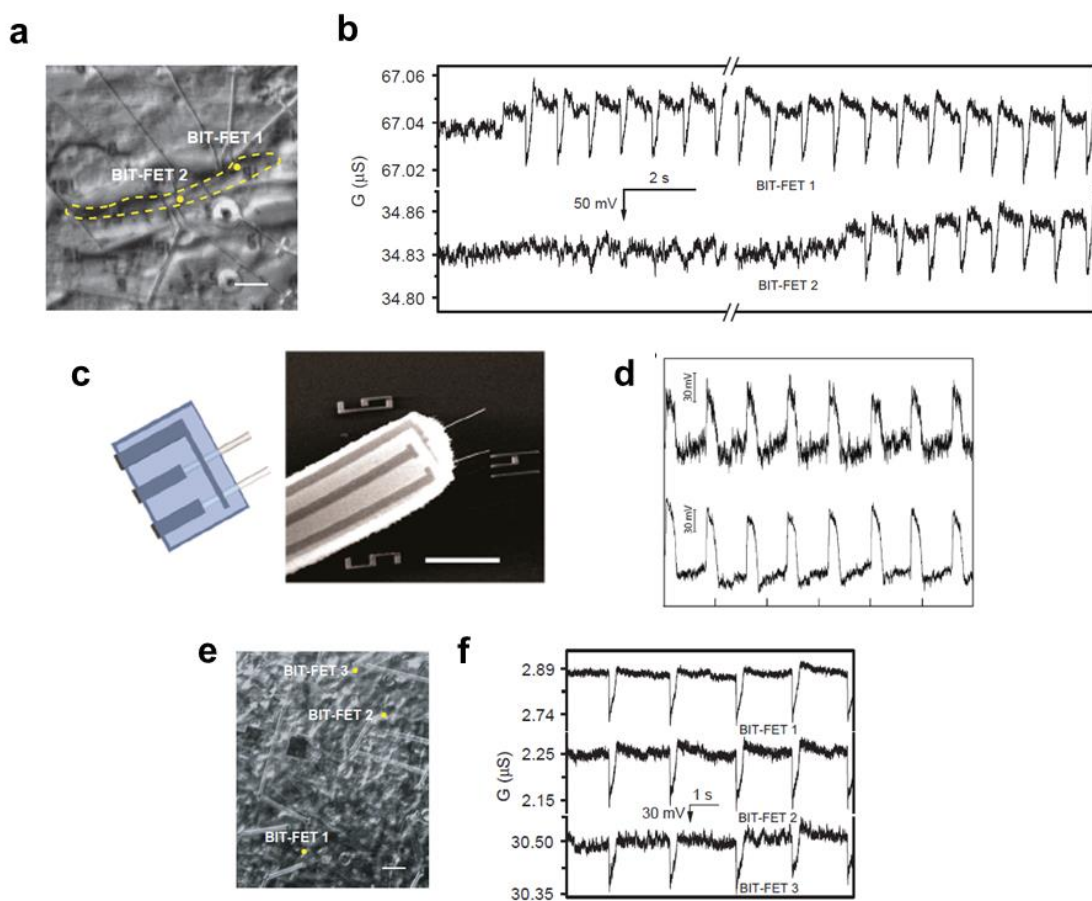 a
BIT-FET 1
BIT-FET 2
b
67.06
67.04
67.02
G (μS)
34.86
34.83
34.80
2 s
50 mV
BIT-FET 1
BIT-FET 2
c
d
30 mV
30 mV
e
BIT-FET 3
BIT-FET 2
BIT-FET 1
f
2.89
2.74
BIT-FET 1
2.25
G (μS)
2.15
1 s
30 mV
BIT-FET 2
30.50
30.35
BIT-FET 3